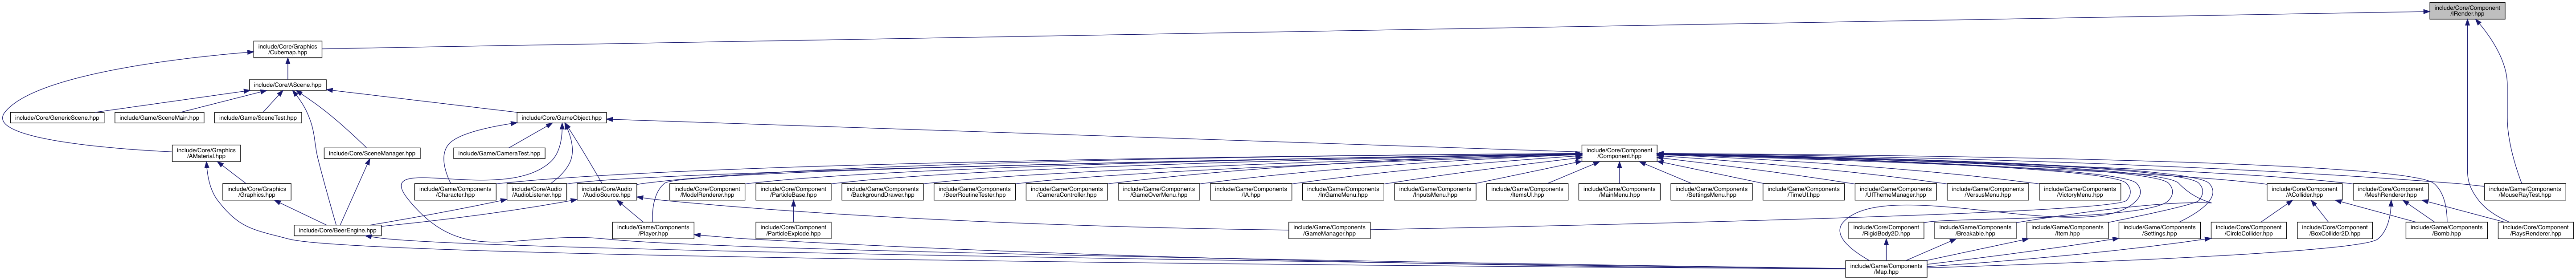 include/Core/Component
/IRender.hpp
include/Core/Graphics
/Cubemap.hpp
include/Core/AScene.hpp
include/Core/GenericScene.hpp
include/Game/SceneMain.hpp
include/Game/SceneTest.hpp
include/Core/GameObject.hpp
include/Core/Graphics
/AMaterial.hpp
include/Core/SceneManager.hpp
include/Game/CameraTest.hpp
include/Core/Component
/Component.hpp
include/Core/Graphics
/Graphics.hpp
include/Game/Components
/Character.hpp
include/Core/Audio
/AudioListener.hpp
include/Core/Audio
/AudioSource.hpp
include/Core/Component
/ModelRenderer.hpp
include/Core/Component
/ParticleBase.hpp
include/Game/Components
/BackgroundDrawer.hpp
include/Game/Components
/BeerRoutineTester.hpp
include/Game/Components
/CameraController.hpp
include/Game/Components
/GameOverMenu.hpp
include/Game/Components
/IA.hpp
include/Game/Components
/InGameMenu.hpp
include/Game/Components
/InputsMenu.hpp
include/Game/Components
/ItemsUI.hpp
include/Game/Components
/MainMenu.hpp
include/Game/Components
/SettingsMenu.hpp
include/Game/Components
/TimeUI.hpp
include/Game/Components
/UIThemeManager.hpp
include/Game/Components
/VersusMenu.hpp
include/Game/Components
/VictoryMenu.hpp
include/Core/Component
/ACollider.hpp
include/Core/Component
/MeshRenderer.hpp
include/Game/Components
/MouseRayTest.hpp
include/Core/BeerEngine.hpp
include/Game/Components
/Player.hpp
include/Core/Component
/ParticleExplode.hpp
include/Game/Components
/GameManager.hpp
include/Core/Component
/RigidBody2D.hpp
include/Game/Components
/Breakable.hpp
include/Game/Components
/Item.hpp
include/Game/Components
/Settings.hpp
include/Core/Component
/CircleCollider.hpp
include/Core/Component
/BoxCollider2D.hpp
include/Game/Components
/Bomb.hpp
include/Core/Component
/RaysRenderer.hpp
include/Game/Components
/Map.hpp